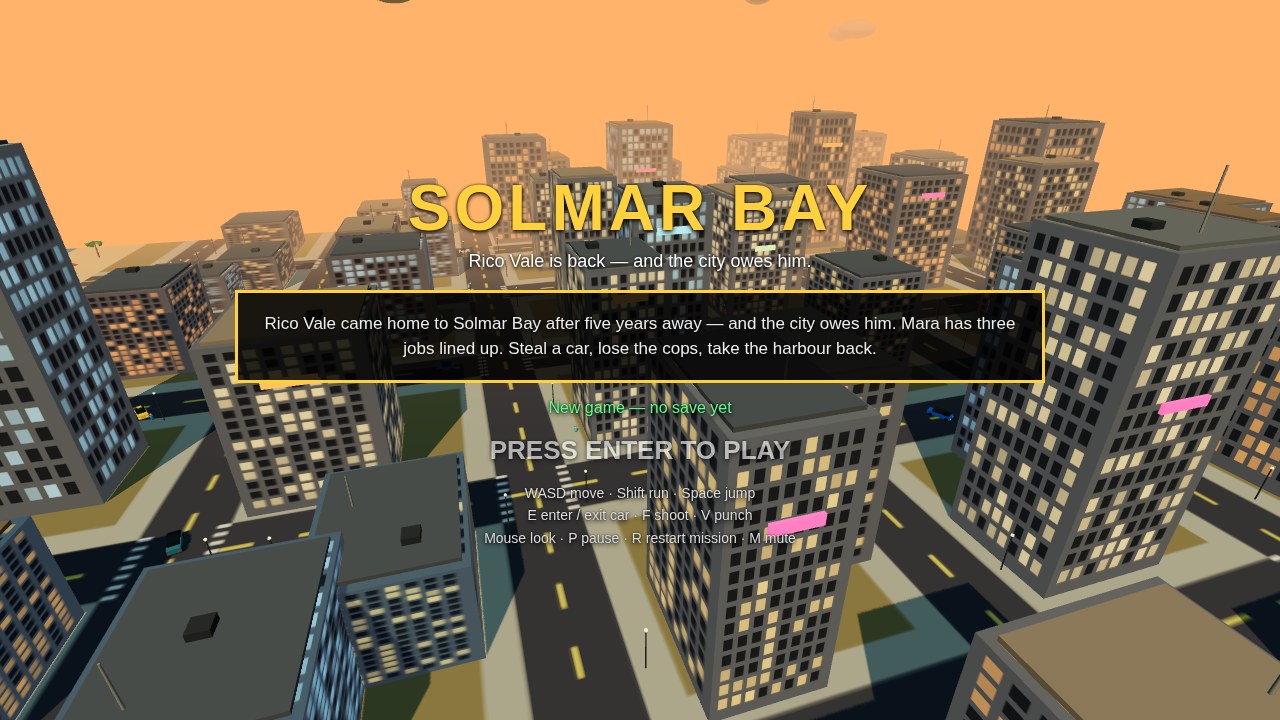 SOLMAR BAY
Rico Vale is back — and the city owes him.
Rico Vale came home to Solmar Bay after five years away — and the city owes him. Mara has three
jobs lined up. Steal a car, lose the cops, take the harbour back.
New game — no save yet
PRESS ENTER TO PLAY
WASD move · Shift run · Space jump
E enter / exit car · F shoot · V punch
Mouse look · P pause · R restart mission · M mute